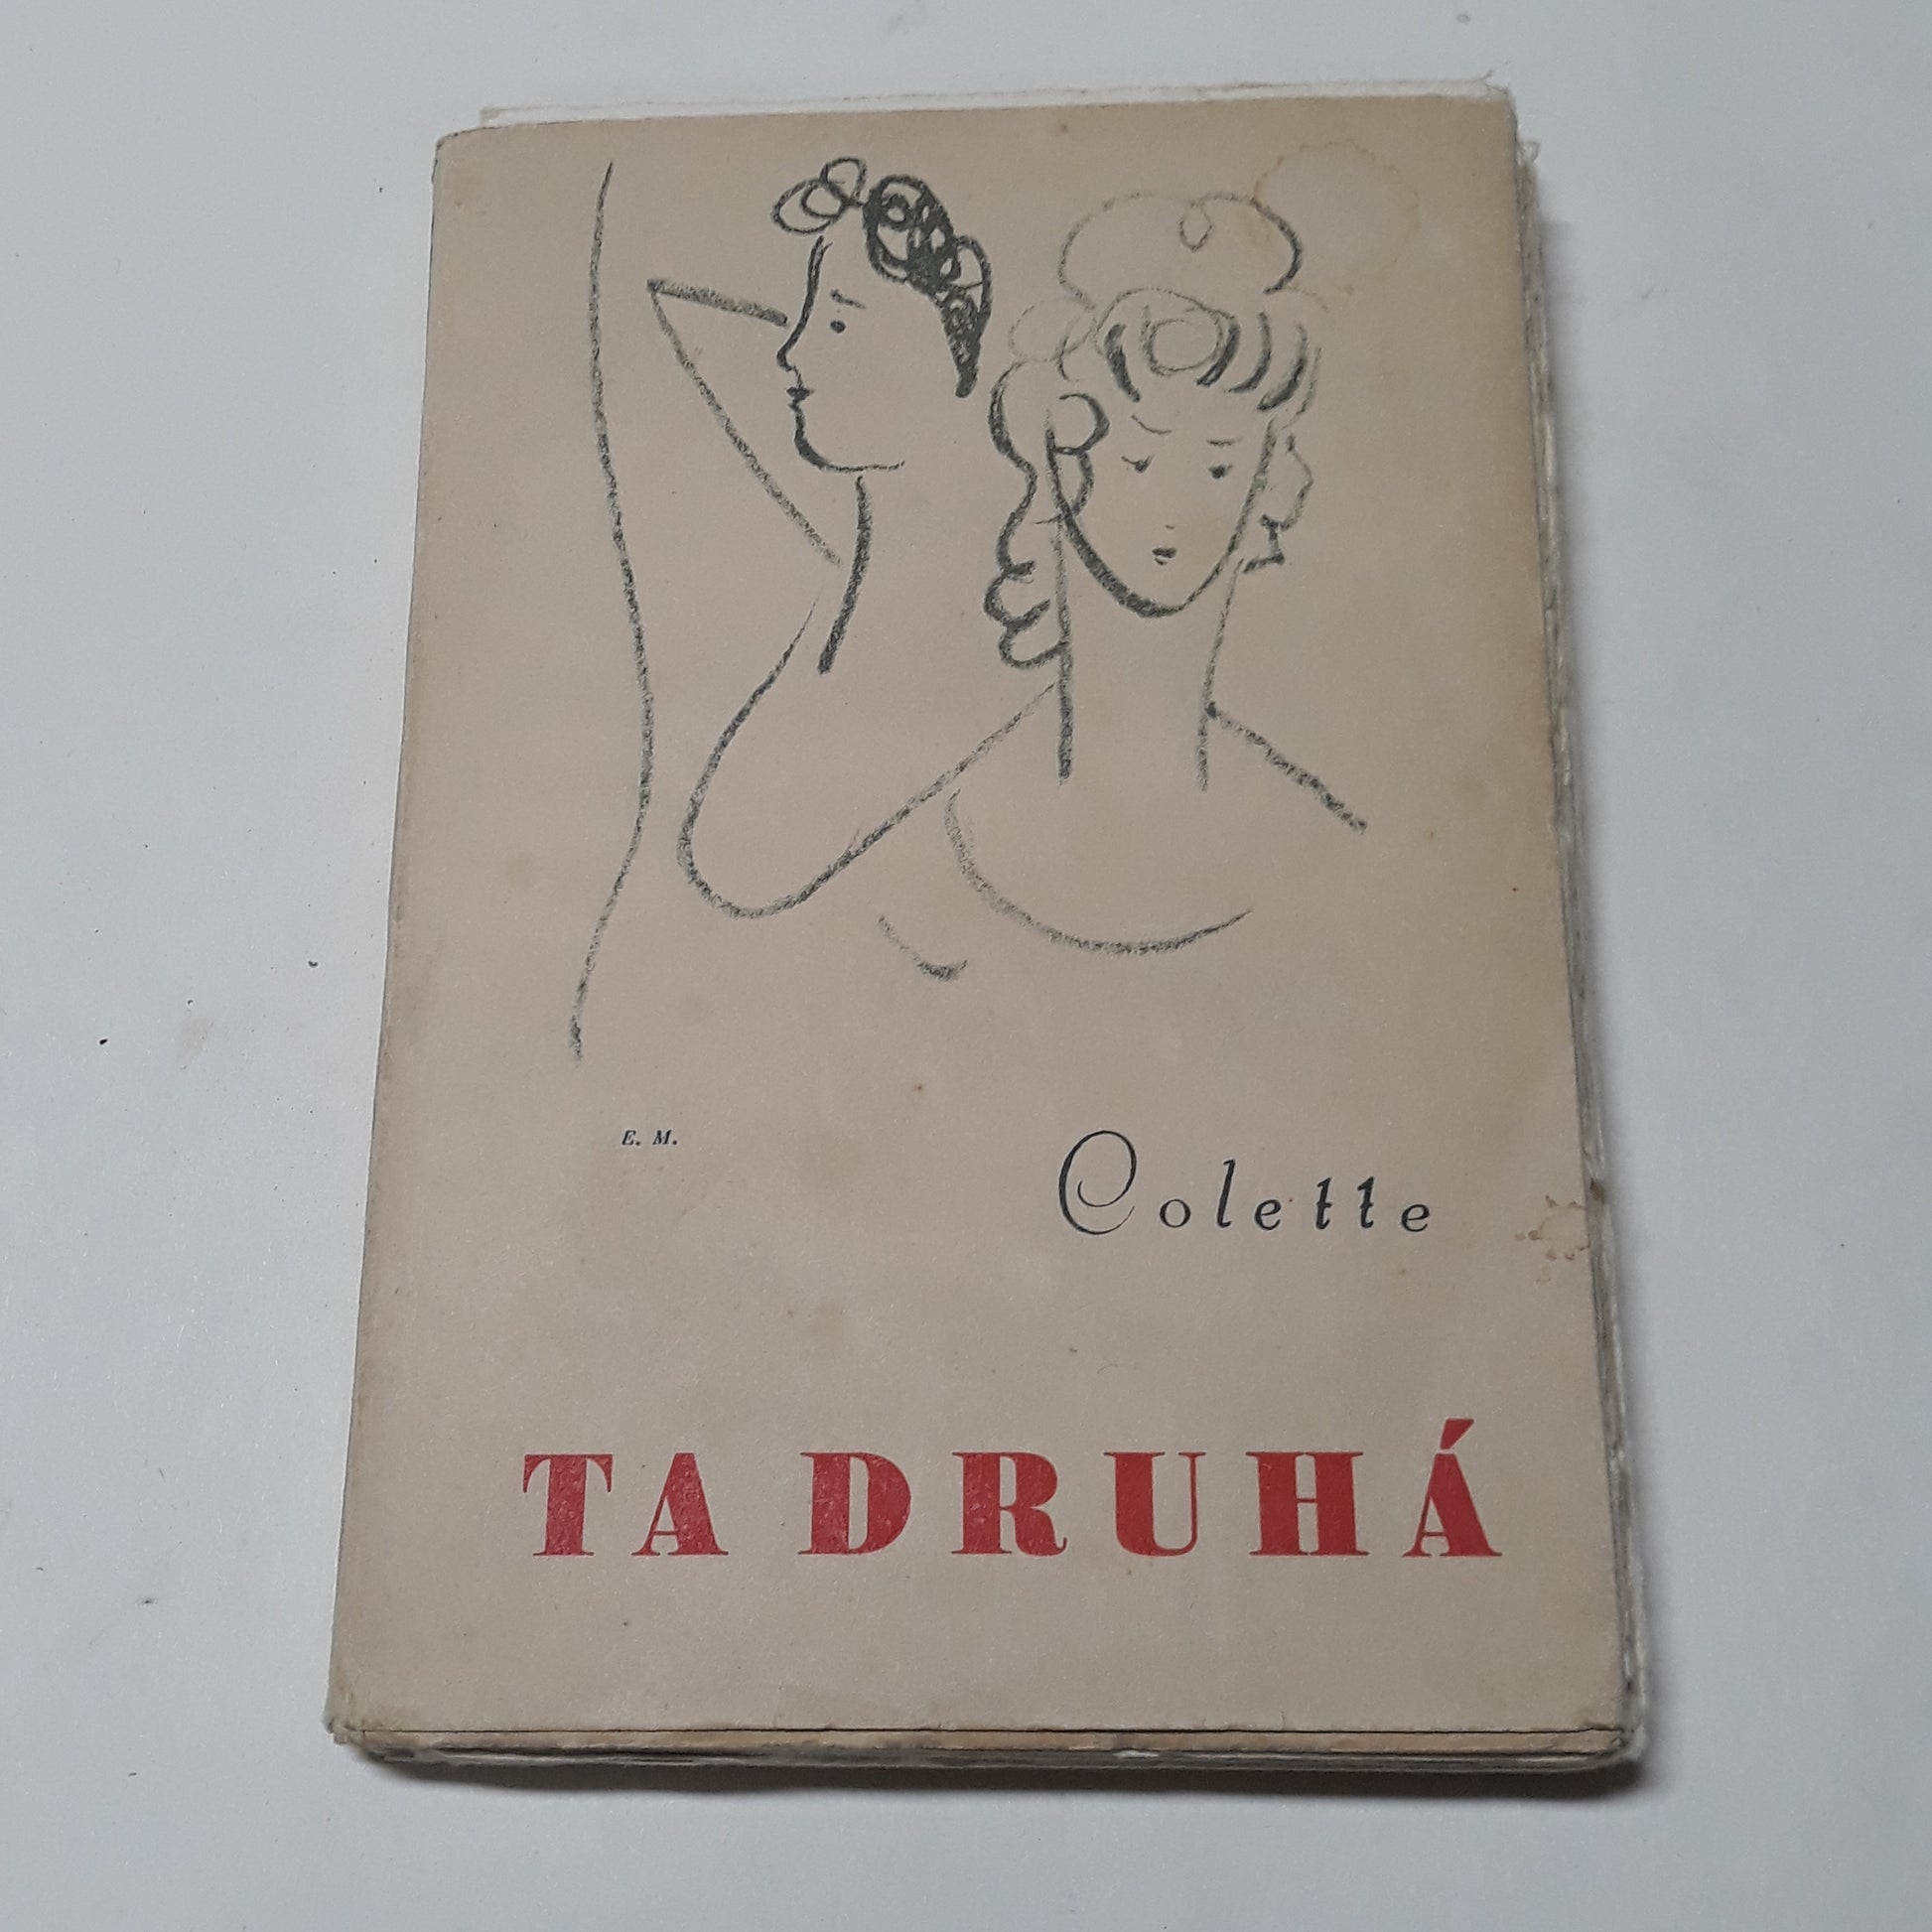 E. M.
Colette
TA DRUHÁ